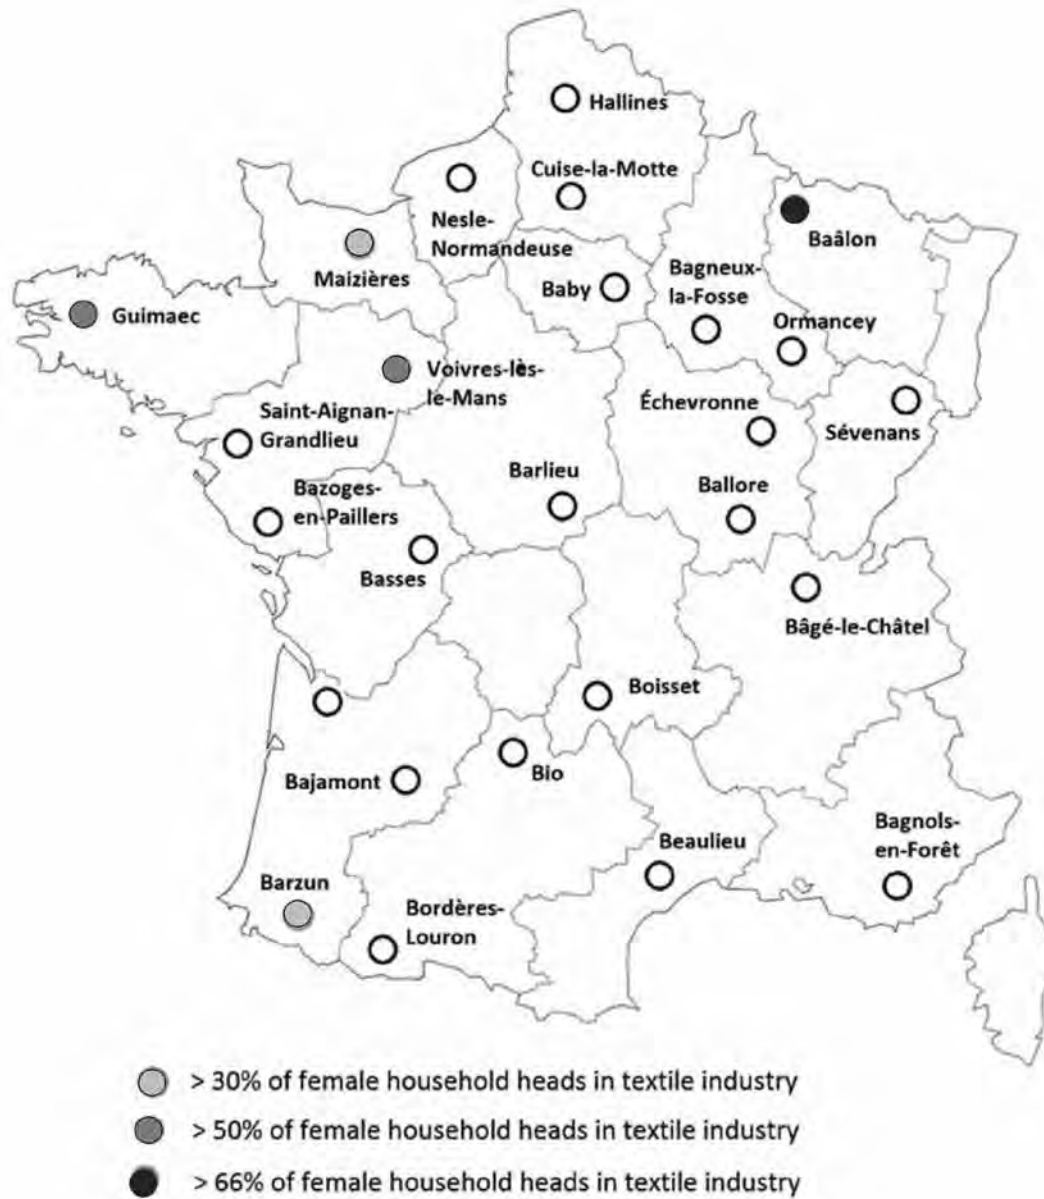 Hallines
Cuise-la-Motte
Nesle-
Normandeuse
Baâlon
Maizières
Baby
Bagneux-
la-Fosse
Guimaec
Ormancey
Voivres-lès-
le-Mans
Saint-Aignan-
Grandlieu
Échevronne
Sévenans
Barlieu
Ballore
Bazoges-
en-Paillers
Basses
Bâgé-le-Châtel
Boisset
Bajamont
Bio
Bagnols-
en-Forêt
Beaulieu
Barzun
Bordères-
Louron
> 30% of female household heads in textile industry
> 50% of female household heads in textile industry
> 66% of female household heads in textile industry